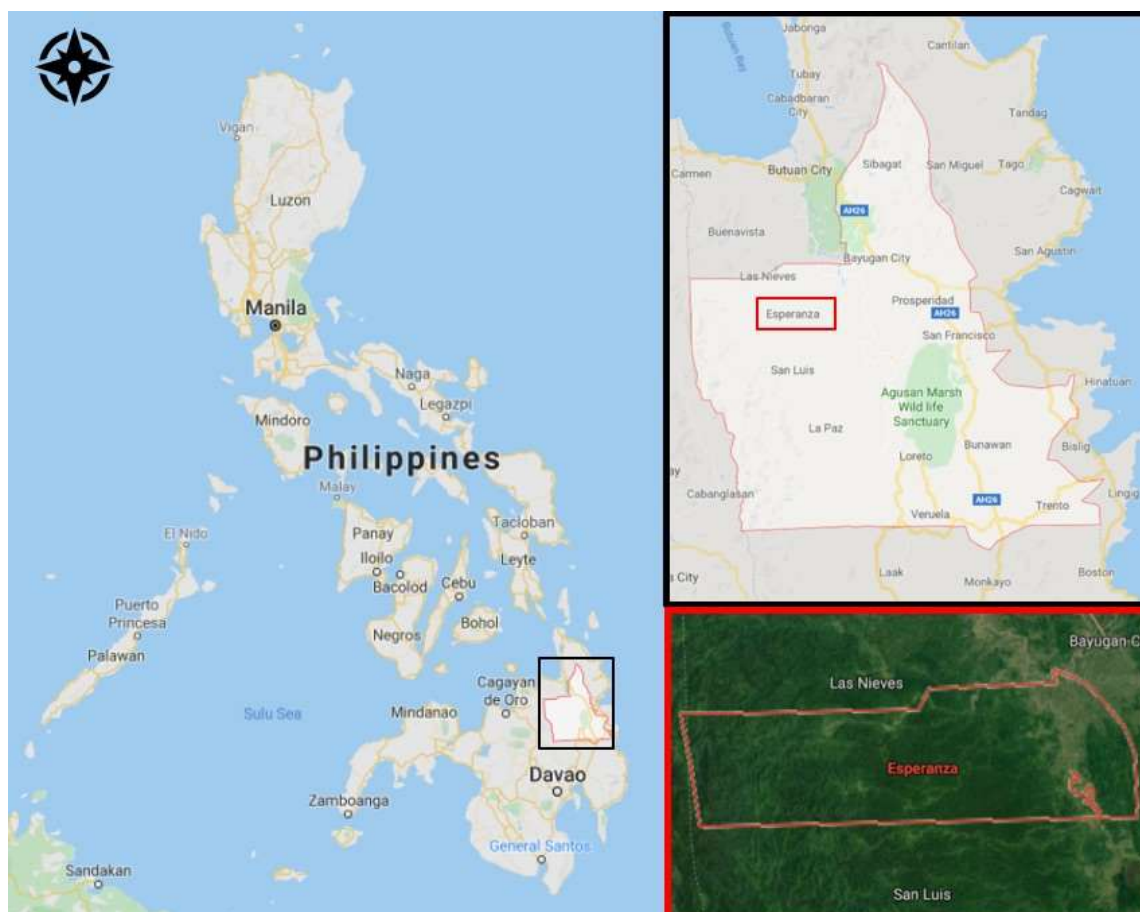 Vigan
Luzon
Manila
Naga
Legazpi
Mindoro
Philippines
Malay
El Nido
Panay
Tacloban
Iloilo
Bacolod
Cebu
Leyte
Puerto
Princesa
Palawan
Negros
Bohol
Cagayan
de Oro
Sulu Sea
Mindanao
Davao
Zamboanga
General Santos
Sandakan
Jabonga
Butuan Bay
Cantilan
Tubay
Cabadbaran
City
Tandag
Butuan City
Sibagat
San Miguel
Tago
Carmen
Cagwait
AH26
Buenavista
San Agustin
Bayugan City
Las Nieves
Prosperidad
Esperanza
AH26
San Francisco
San Luis
Hinatuan
Agusan Marsh
Wild life
Sanctuary
La Paz
Bunawan
Bislig
Loreto
ay
Cabanglasan
Lingig
AH26
Trento
Veruela
a City
Laak
Monkayo
Boston
Bayugan C
Las Nieves
Esperanza
San Luis